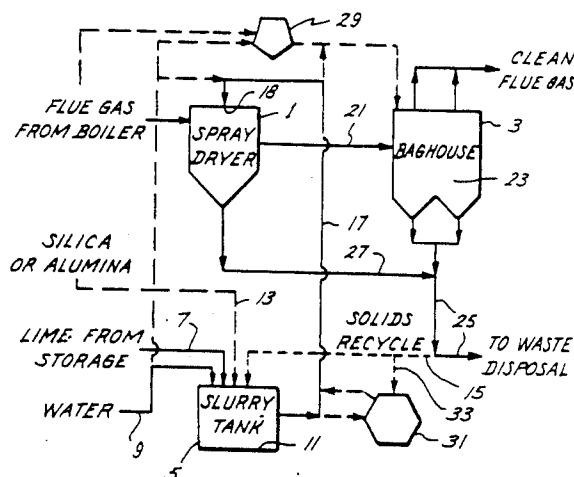 29
CLEAN
FLUE GAS
FLUE GAS
FROM BOILER
18
1
SPRAY
DRYER
21
3
BAGHOUSE
23
17
SILICA
OR ALUMINA
13
27
LIME FROM
STORAGE
7
SOLIDS
RECYCLE
25
TO WASTE
DISPOSAL
15
WATER
9
SLURRY
TANK
11
5
33
31